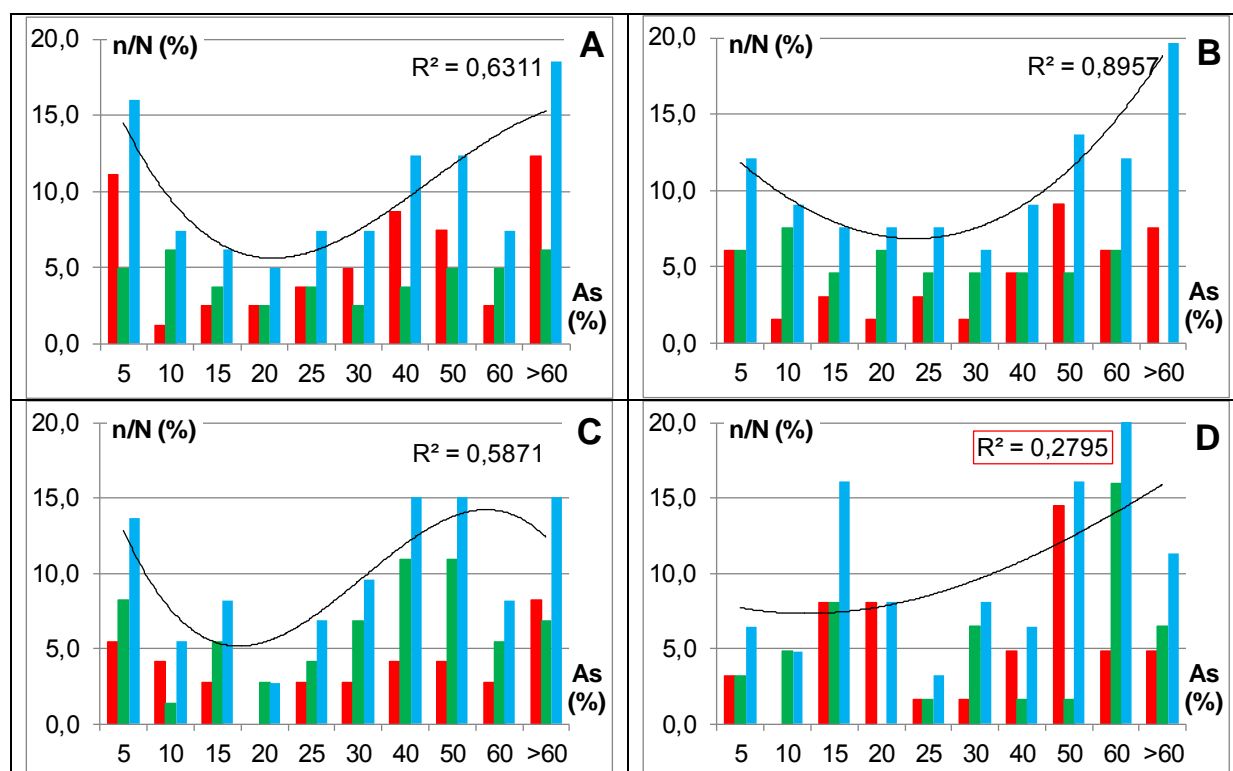 20,0 n/N (%) A
R² = 0,6311
15,0
10,0
5,0
As
(%)
0,0
5 10 15 20 25 30 40 50 60 >60
20,0 n/N (%) B
R² = 0,8957
15,0
10,0
5,0
As
(%)
0,0
5 10 15 20 25 30 40 50 60 >60
20,0 n/N (%) C
R² = 0,5871
15,0
10,0
5,0
As
(%)
0,0
5 10 15 20 25 30 40 50 60 >60
20,0 n/N (%) D
R² = 0,2795
15,0
10,0
5,0
As
(%)
0,0
5 10 15 20 25 30 40 50 60 >60